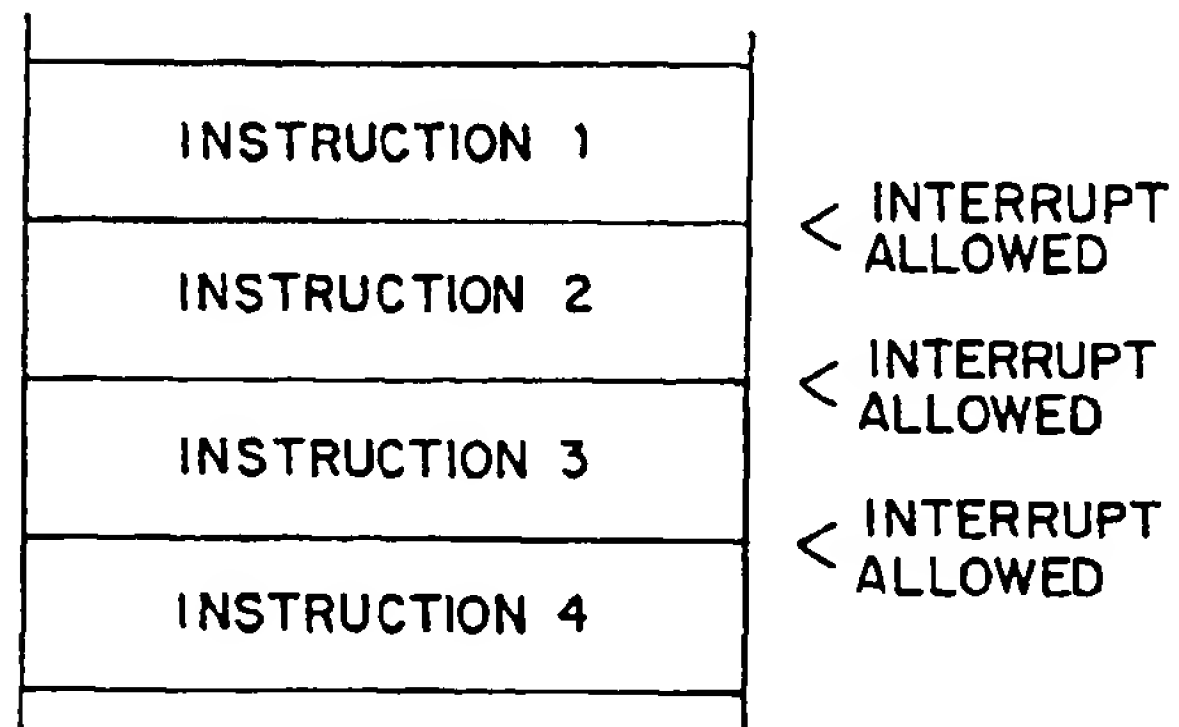 INSTRUCTION 1
< INTERRUPT
ALLOWED
INSTRUCTION 2
< INTERRUPT
ALLOWED
INSTRUCTION 3
< INTERRUPT
ALLOWED
INSTRUCTION 4